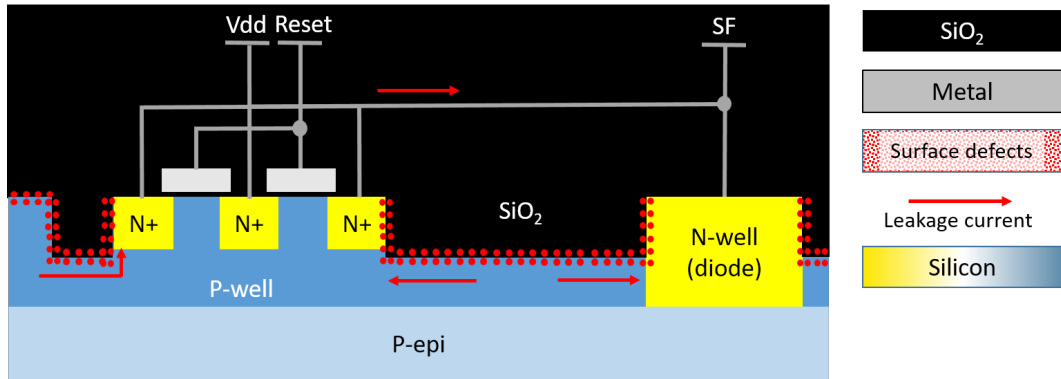 Vdd Reset
SF
SiO₂
Metal
Surface defects
Leakage current
Silicon
N+
N+
N+
SiO₂
N-well
(diode)
P-well
P-epi